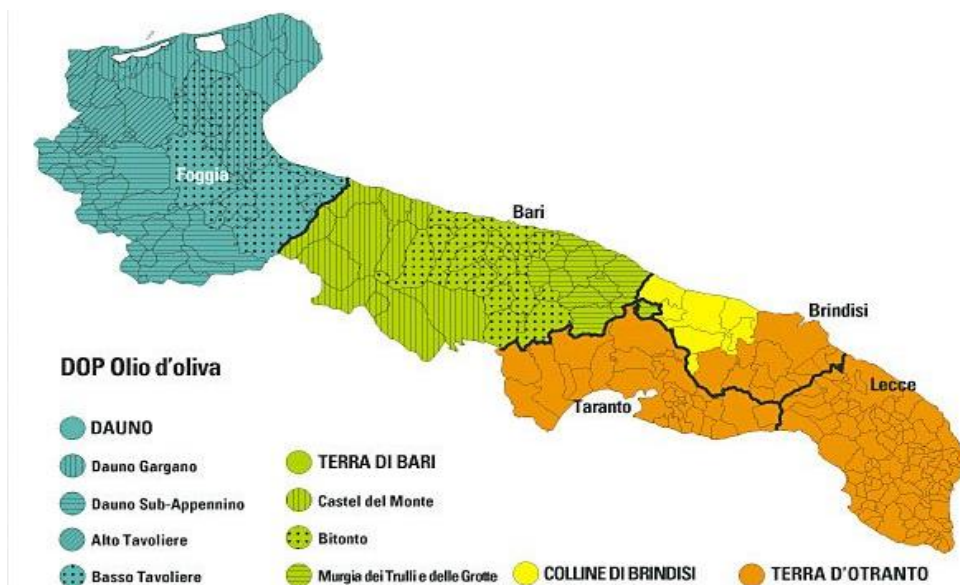 Foggia
Bari
Brindisi
Lecce
Taranto
DOP Olio d'oliva
DAUNO
Dauno Gargano
Dauno Sub-Appennino
Alto Tavoliere
Basso Tavoliere
TERRA DI BARI
Castel del Monte
Bitonto
Murgia dei Trulli e delle Grotte
COLLINE DI BRINDISI
TERRA D'OTRANTO